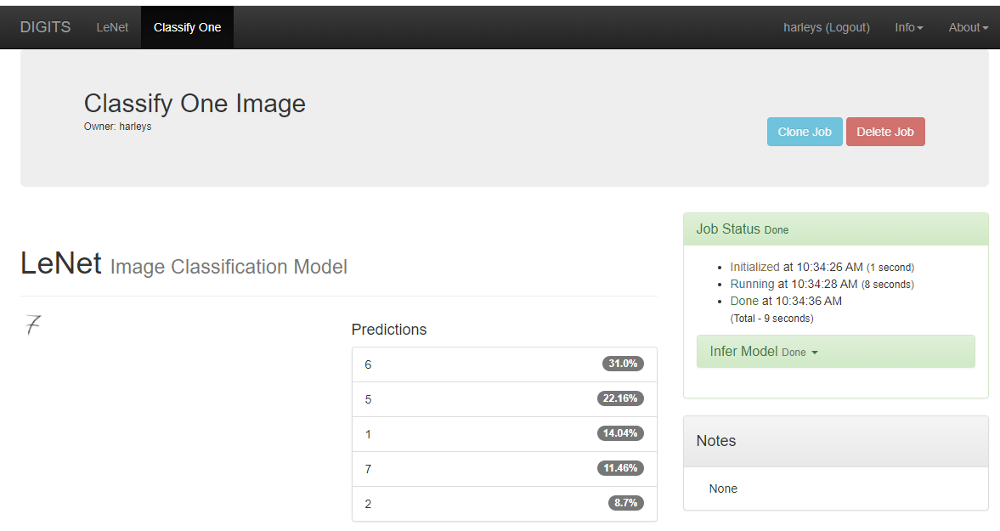 DIGITS LeNet Classify One harleys (Logout) Info About
Classify One Image
Owner: harleys
Clone Job Delete Job
LeNet Image Classification Model
7
Predictions
6 31.0%
5 22.16%
1 14.04%
7 11.46%
2 8.7%
Job Status Done
Initialized at 10:34:26 AM (1 second)
Running at 10:34:28 AM (8 seconds)
Done at 10:34:36 AM
(Total - 9 seconds)
Infer Model Done
Notes
None